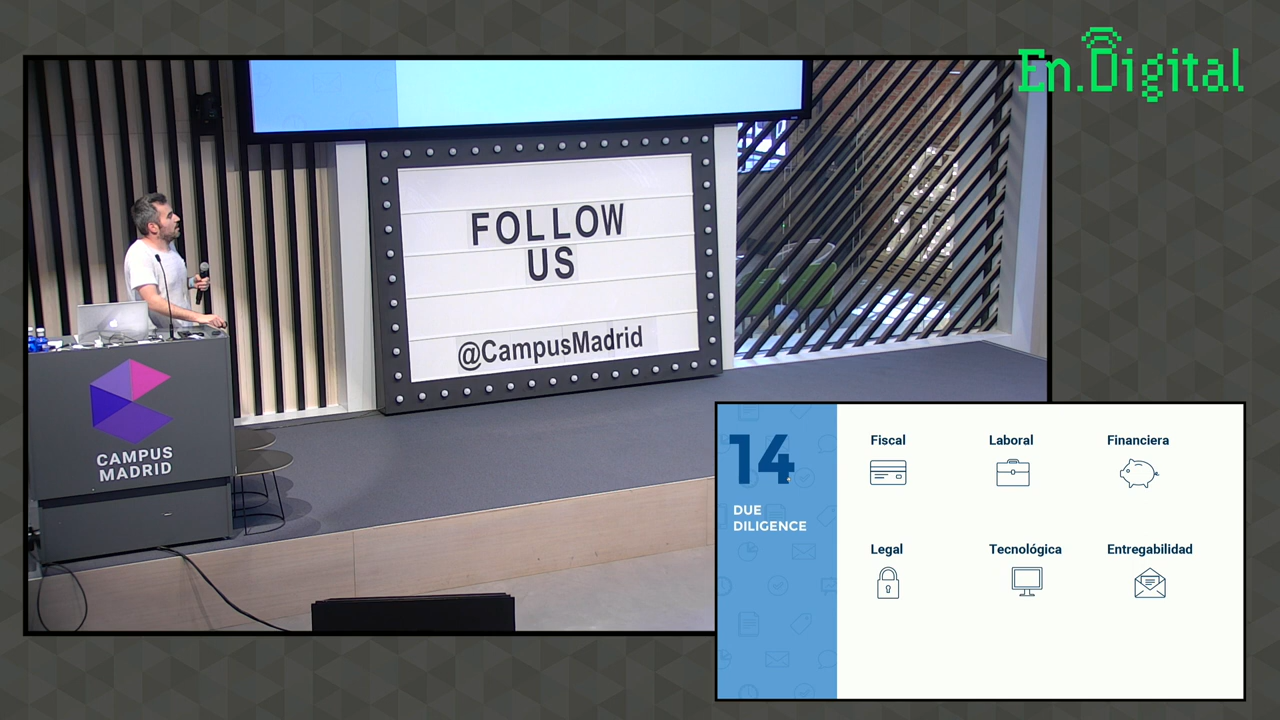 En.Digital
FOLLOW
US
@CampusMadrid
CAMPUS
MADRID
14
DUE
DILIGENCE
Fiscal
Laboral
Financiera
Legal
Tecnológica
Entregabilidad